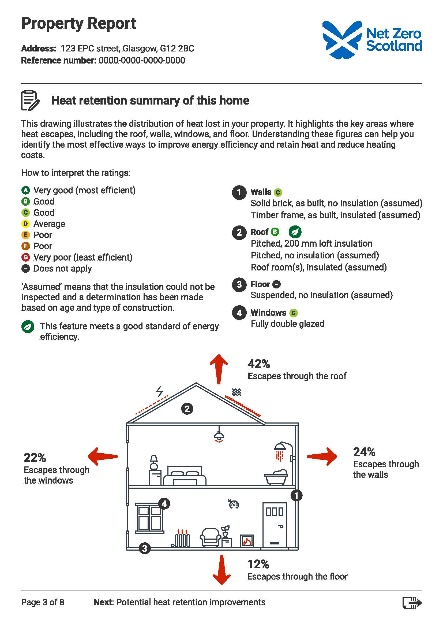 Property Report
Net Zero
Scotland
Address: 123 EPC street, Glasgow, G12 2BC
Reference number: 0000-0000-0000-0000
Heat retention summary of this home
This drawing illustrates the distribution of heat lost in your property. It highlights the key areas where
heat escapes, including the roof, walls, windows, and floor. Understanding these figures can help you
identify the most effective ways to improve energy efficiency and retain heat and reduce heating
costs.
How to interpret the ratings:
A Very good (most efficient)
B Good
C Good
D Average
E Poor
F Poor
G Very poor (least efficient)
- Does not apply
'Assumed' means that the insulation could not be
inspected and a determination has been made
based on age and type of construction.
This feature meets a good standard of energy
efficiency.
1 Walls C
Solid brick, as built, no insulation (assumed)
Timber frame, as built, insulated (assumed)
2 Roof B
Pitched, 200 mm loft insulation
Pitched, no insulation (assumed)
Roof room(s), insulated (assumed)
3 Floor -
Suspended, no insulation (assumed)
4 Windows C
Fully double glazed
42%
Escapes through the roof
2
22%
Escapes through
the windows
24%
Escapes through
the walls
1
4
3
12%
Escapes through the floor
Page 3 of 8
Next: Potential heat retention improvements